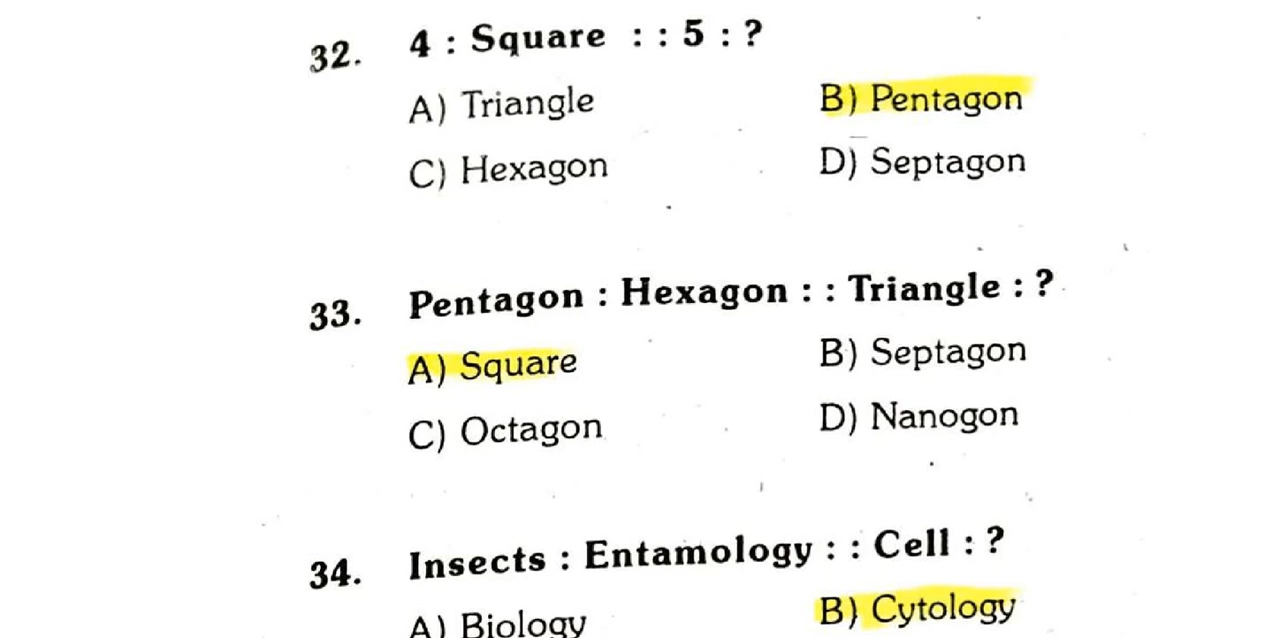 32. 4 : Square : : 5 : ?
A) Triangle B) Pentagon
C) Hexagon D) Septagon
33. Pentagon : Hexagon : : Triangle : ?
A) Square B) Septagon
C) Octagon D) Nanogon
34. Insects : Entamology : : Cell : ?
A) Biology B) Cytology